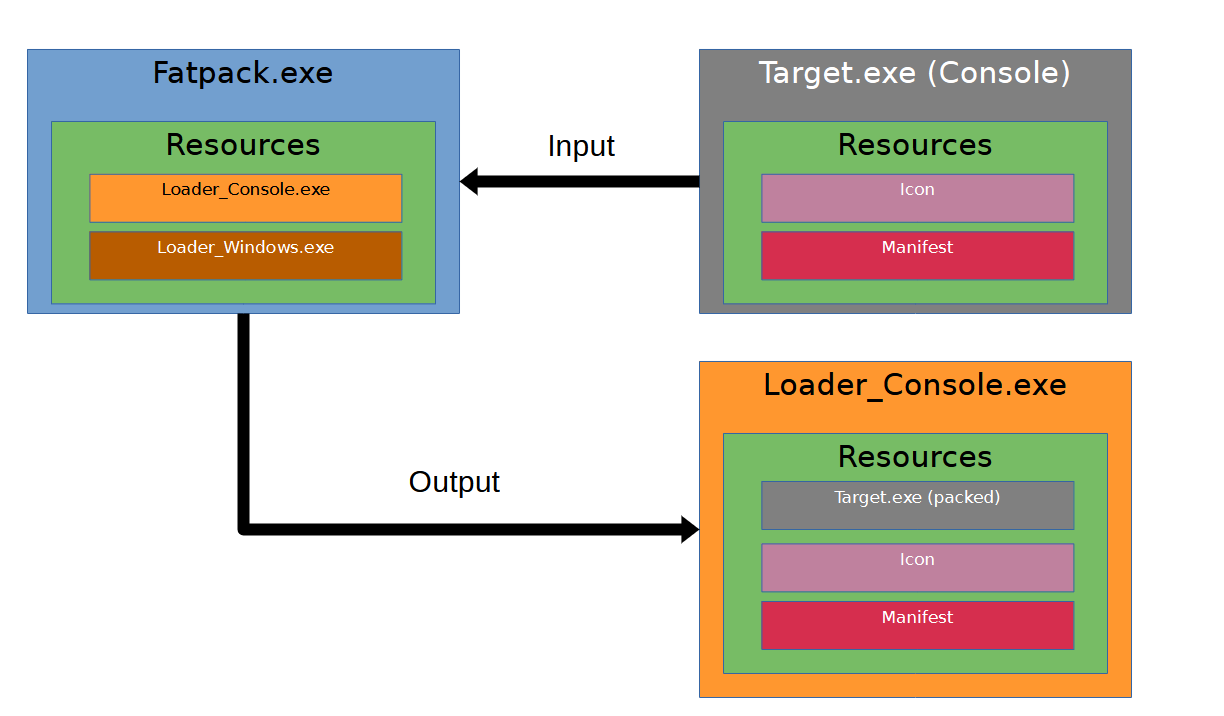 Fatpack.exe
Resources
Loader_Console.exe
Loader_Windows.exe
Input
Target.exe (Console)
Resources
Icon
Manifest
Output
Loader_Console.exe
Resources
Target.exe (packed)
Icon
Manifest